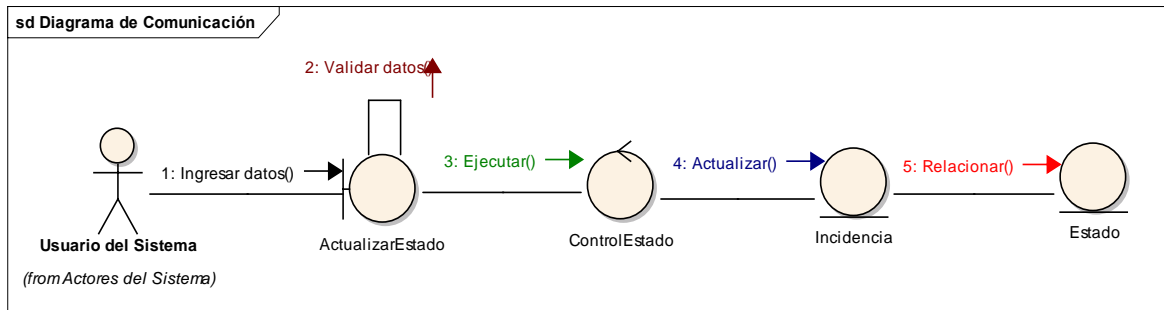 sd Diagrama de Comunicación
2: Validar datos()
1: Ingresar datos()
3: Ejecutar()
4: Actualizar()
5: Relacionar()
Usuario del Sistema
ActualizarEstado
ControlEstado
Incidencia
Estado
(from Actores del Sistema)